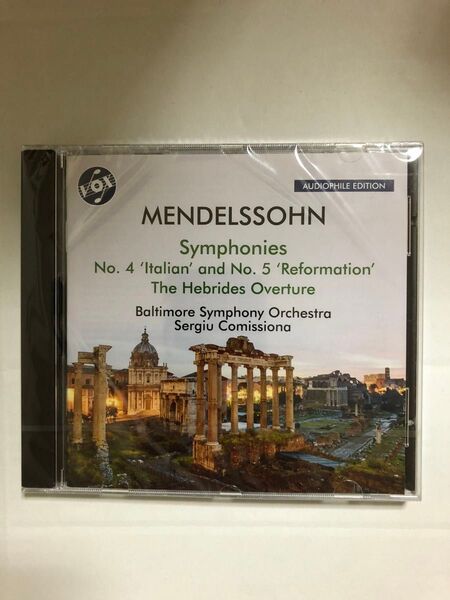 VOX
AUDIOPHILE EDITION
MENDELSSOHN
Symphonies
No. 4 ‘Italian’ and No. 5 ‘Reformation’
The Hebrides Overture
Baltimore Symphony Orchestra
Sergiu Comissiona